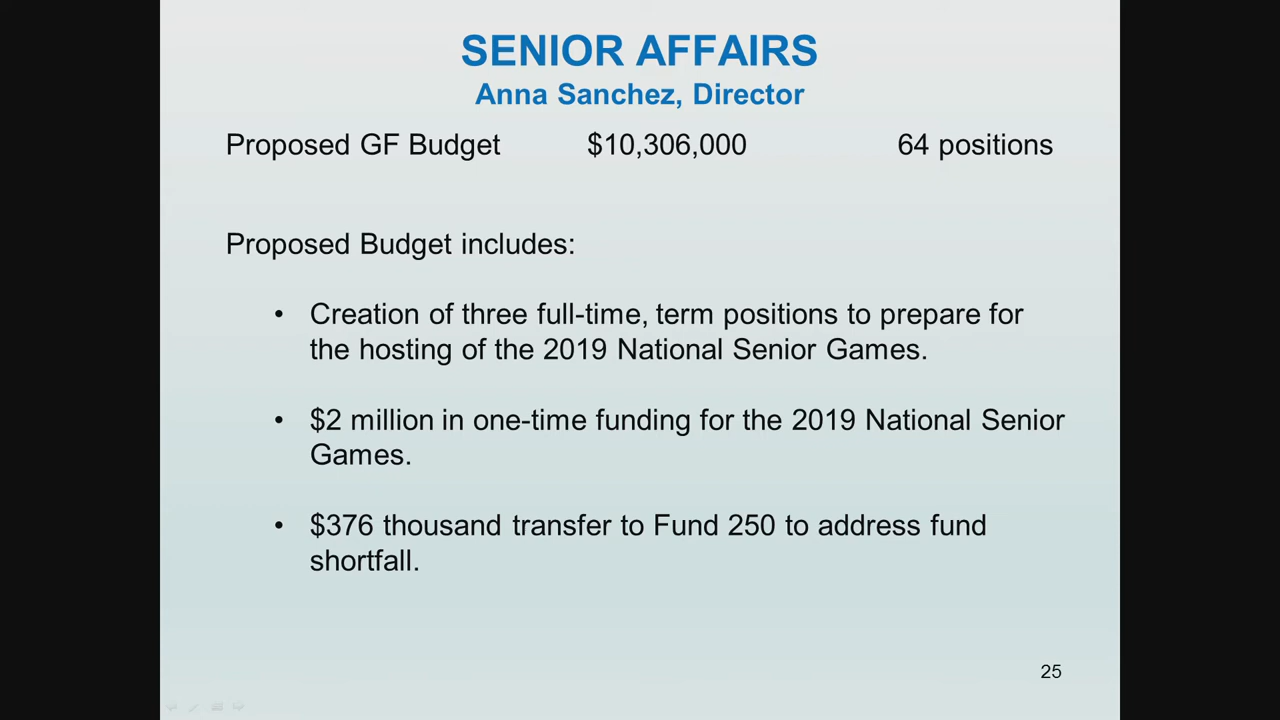 SENIOR AFFAIRS
Anna Sanchez, Director
Proposed GF Budget $10,306,000 64 positions
Proposed Budget includes:
• Creation of three full-time, term positions to prepare for
the hosting of the 2019 National Senior Games.
• $2 million in one-time funding for the 2019 National Senior
Games.
• $376 thousand transfer to Fund 250 to address fund
shortfall.
25